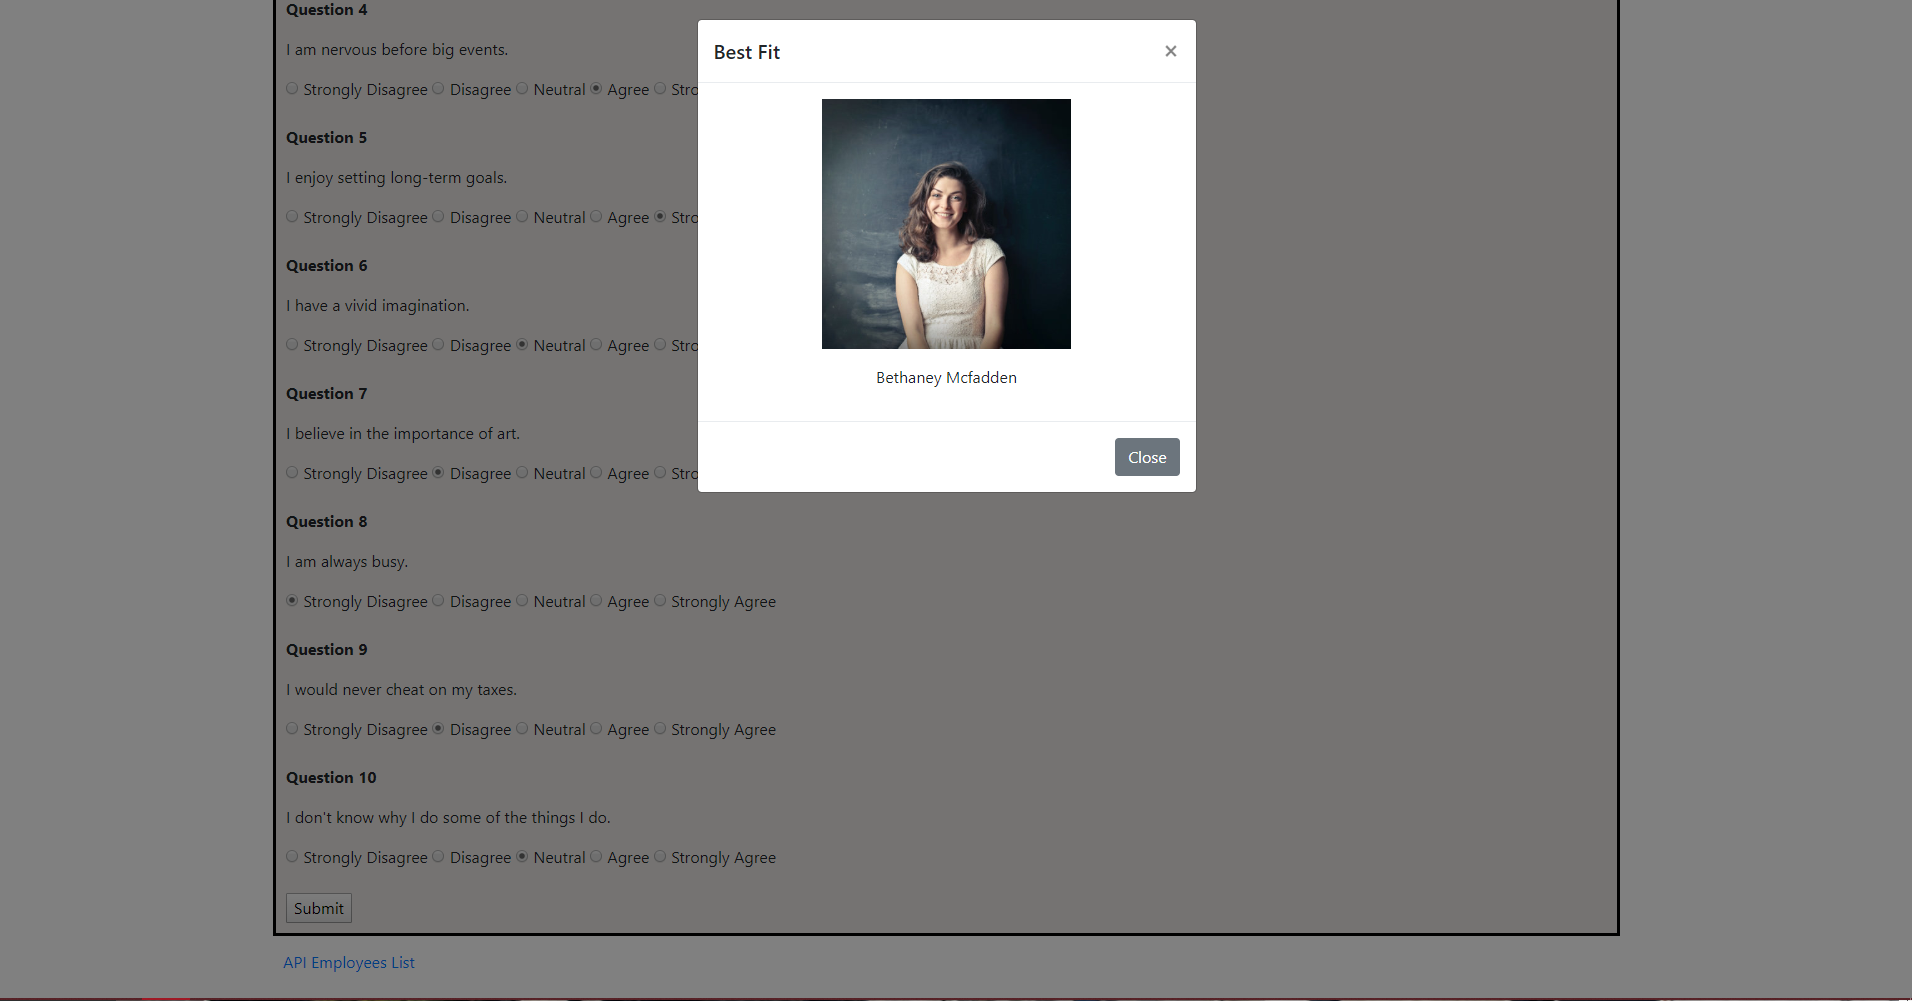 Question 4
I am nervous before big events.
Strongly Disagree Disagree Neutral Agree Stro
Question 5
I enjoy setting long-term goals.
Strongly Disagree Disagree Neutral Agree Stro
Question 6
I have a vivid imagination.
Strongly Disagree Disagree Neutral Agree Stro
Question 7
I believe in the importance of art.
Strongly Disagree Disagree Neutral Agree Stro
Question 8
I am always busy.
Strongly Disagree Disagree Neutral Agree Strongly Agree
Question 9
I would never cheat on my taxes.
Strongly Disagree Disagree Neutral Agree Strongly Agree
Question 10
I don't know why I do some of the things I do.
Strongly Disagree Disagree Neutral Agree Strongly Agree
Submit
API Employees List
Best Fit ×
Bethaney Mcfadden
Close